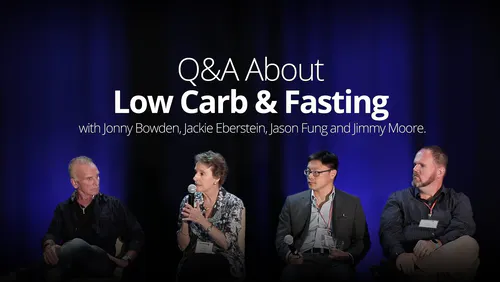 Q&A About
Low Carb & Fasting
with Jonny Bowden, Jackie Eberstein, Jason Fung and Jimmy Moore.